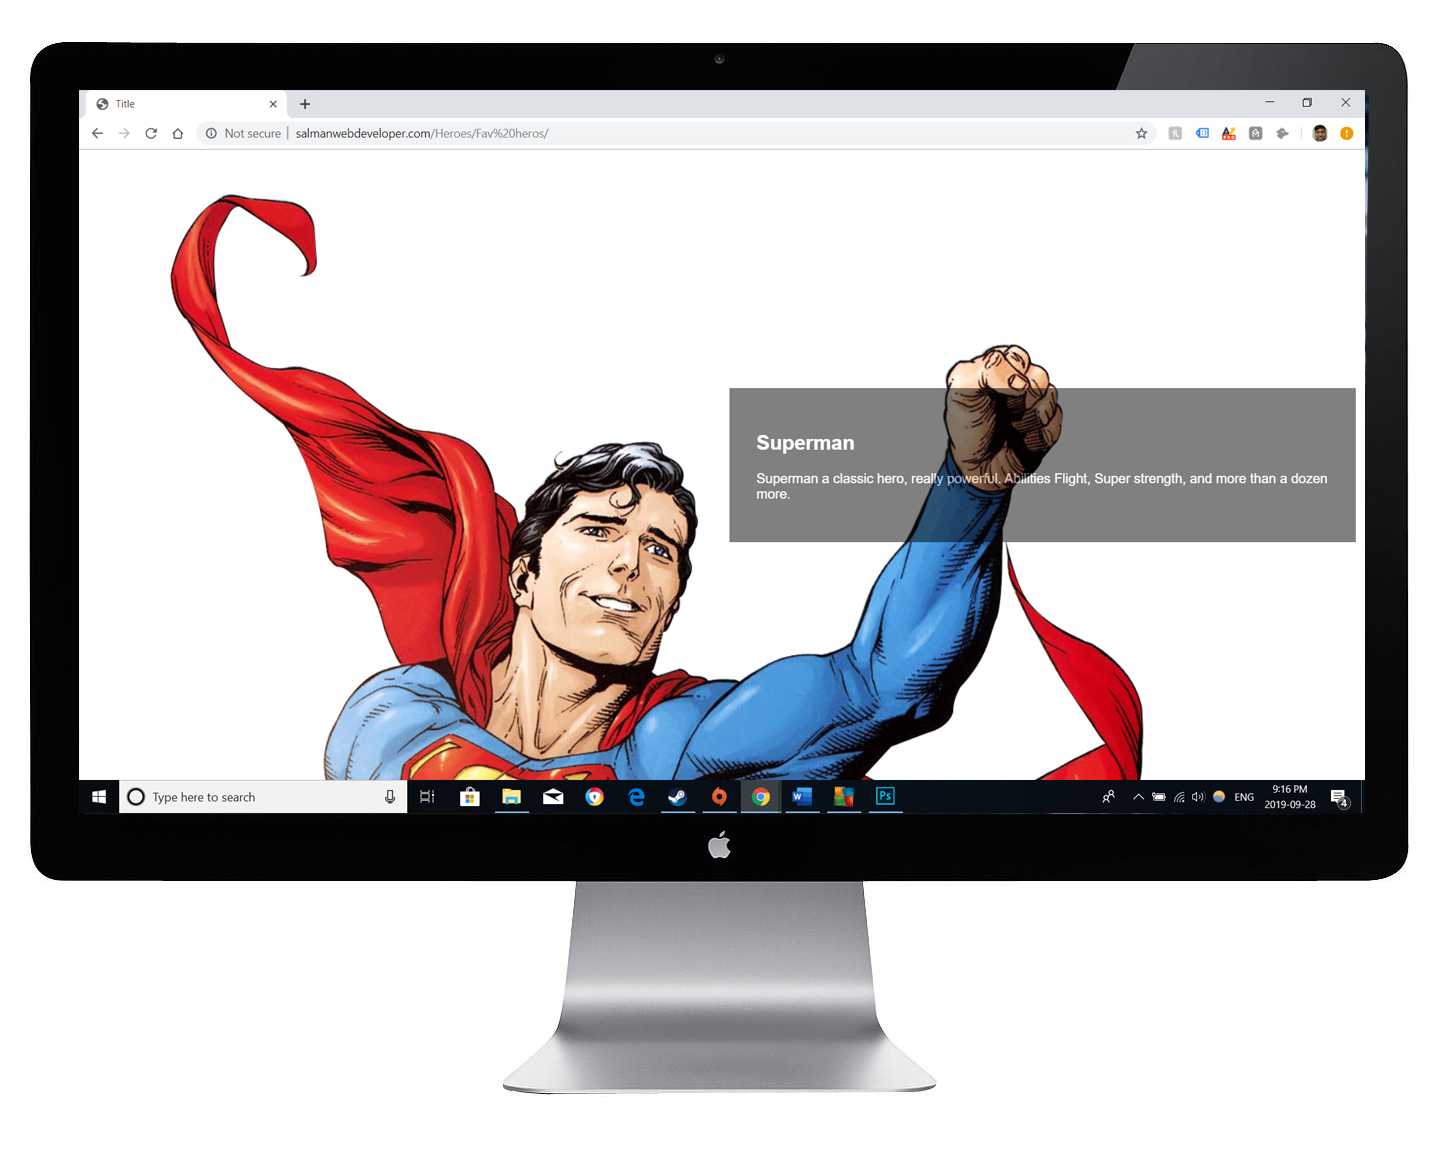 Title
Not secure | salmanwebdeveloper.com/Heroes/Fav%20heros/
Superman
Superman a classic hero, really powerful. Abilities Flight, Super strength, and more than a dozen
more.
Type here to search
W
Ps
ENG
9:16 PM
2019-09-28
4